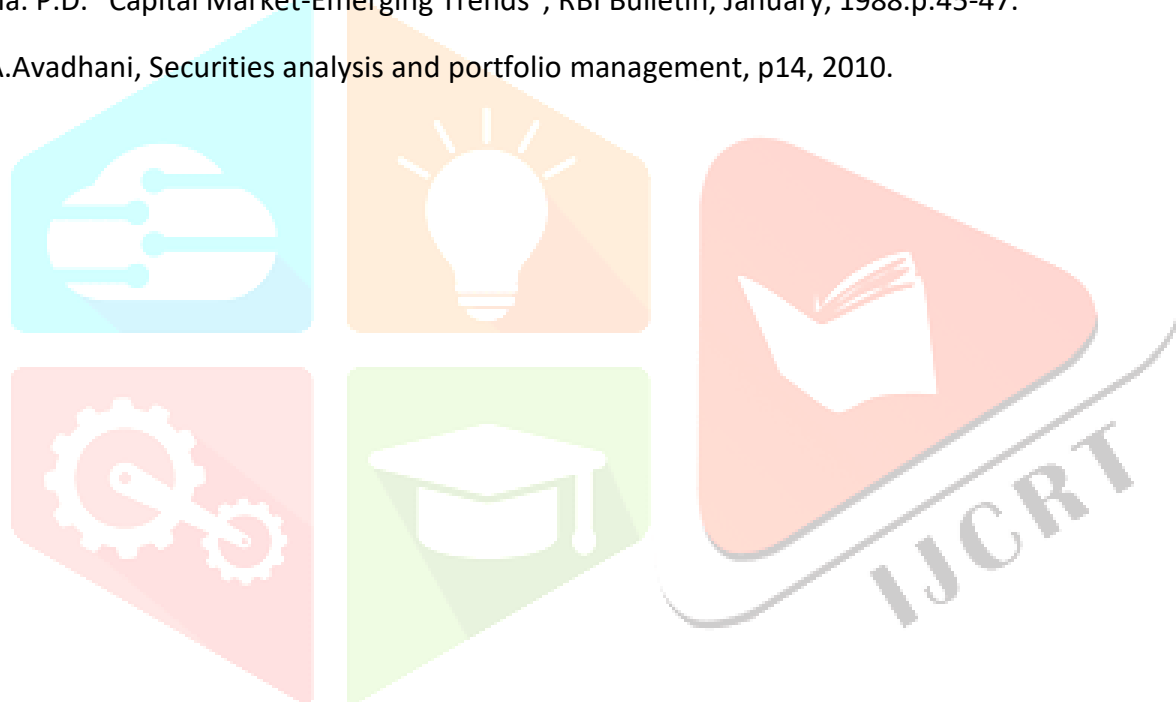 P.D. "Capital Market-Emerging Trends", RBI Bulletin, January, 1988.p.45-47.
A.Avadhani, Securities analysis and portfolio management, p14, 2010.
IJCRT